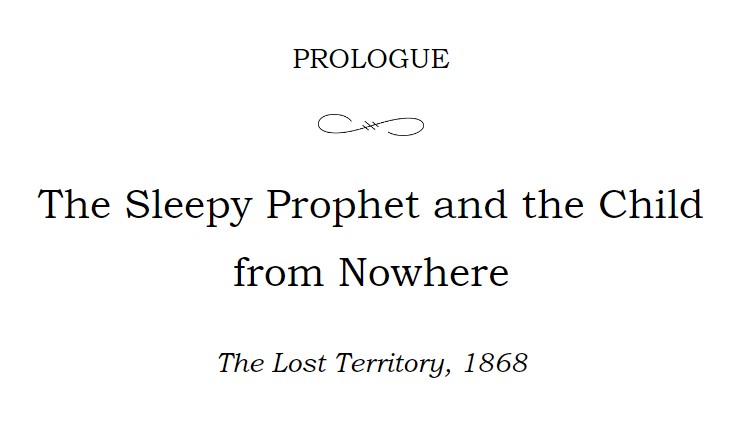 PROLOGUE
The Sleepy Prophet and the Child
from Nowhere
The Lost Territory, 1868